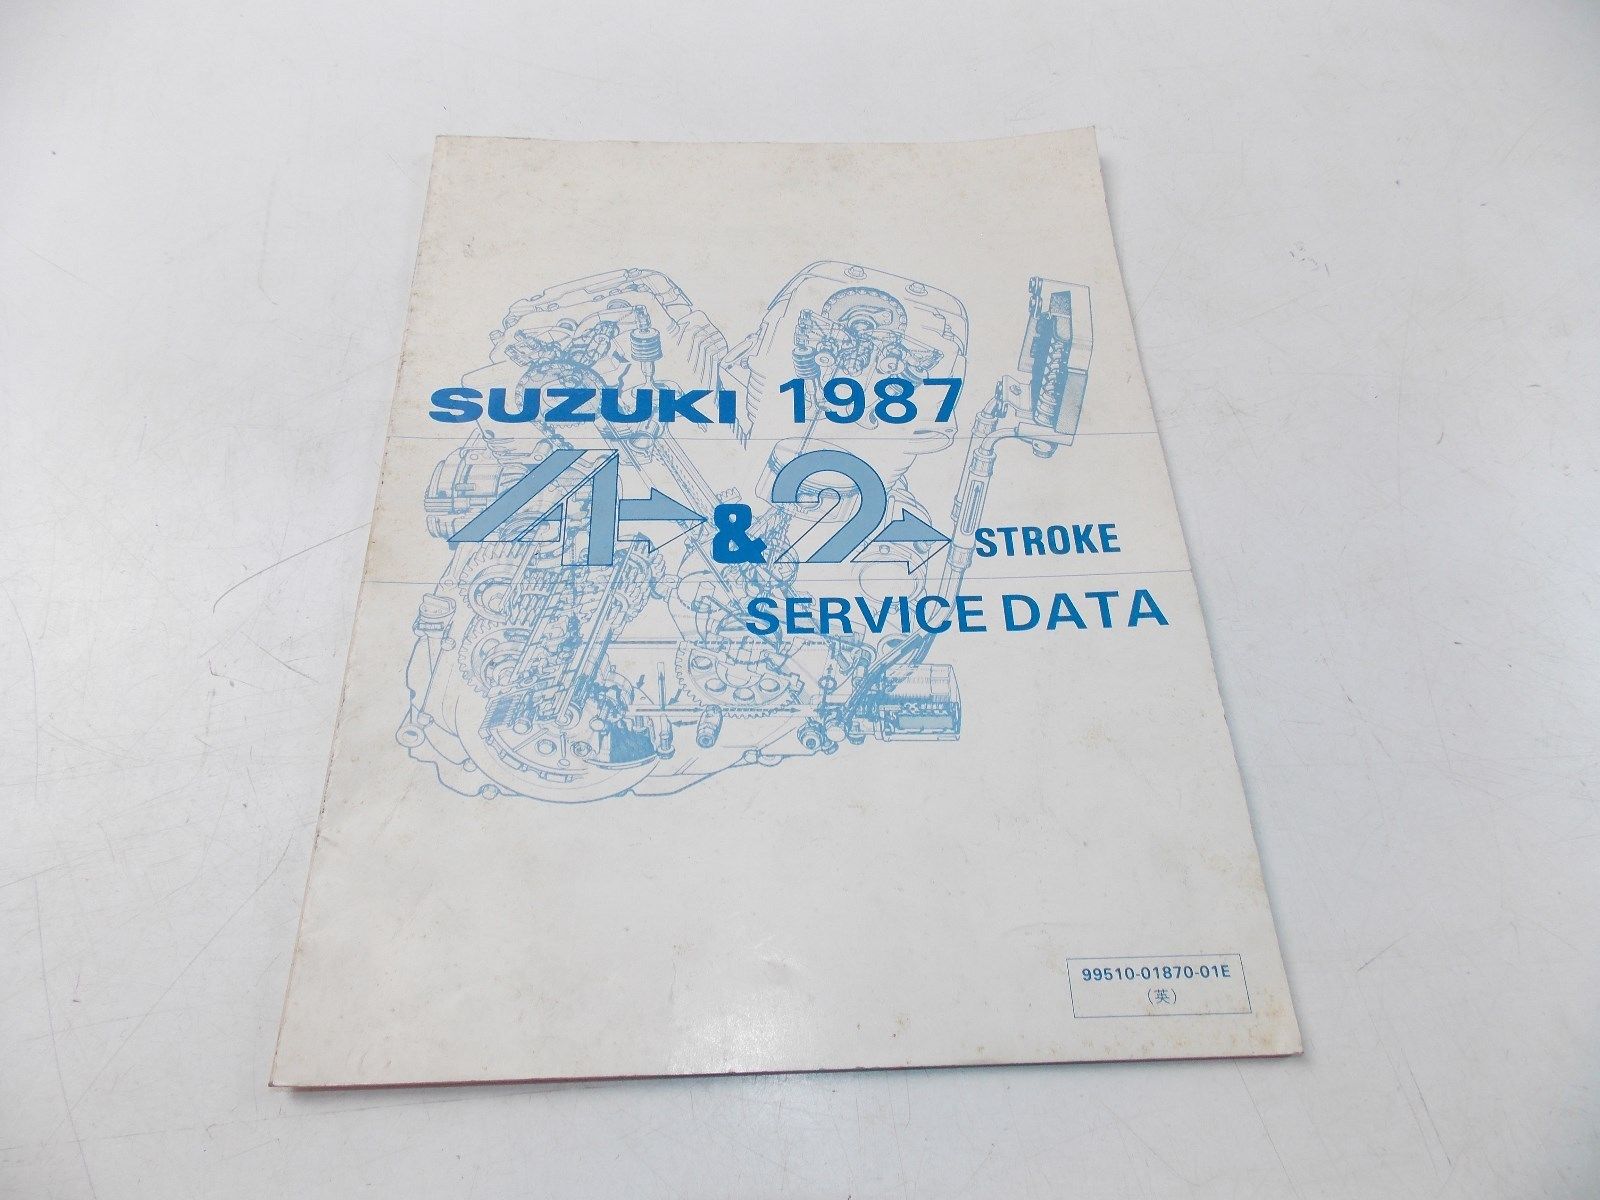 SUZUKI 1987
4 & 2 STROKE
SERVICE DATA
99510-01870-01E
(英)